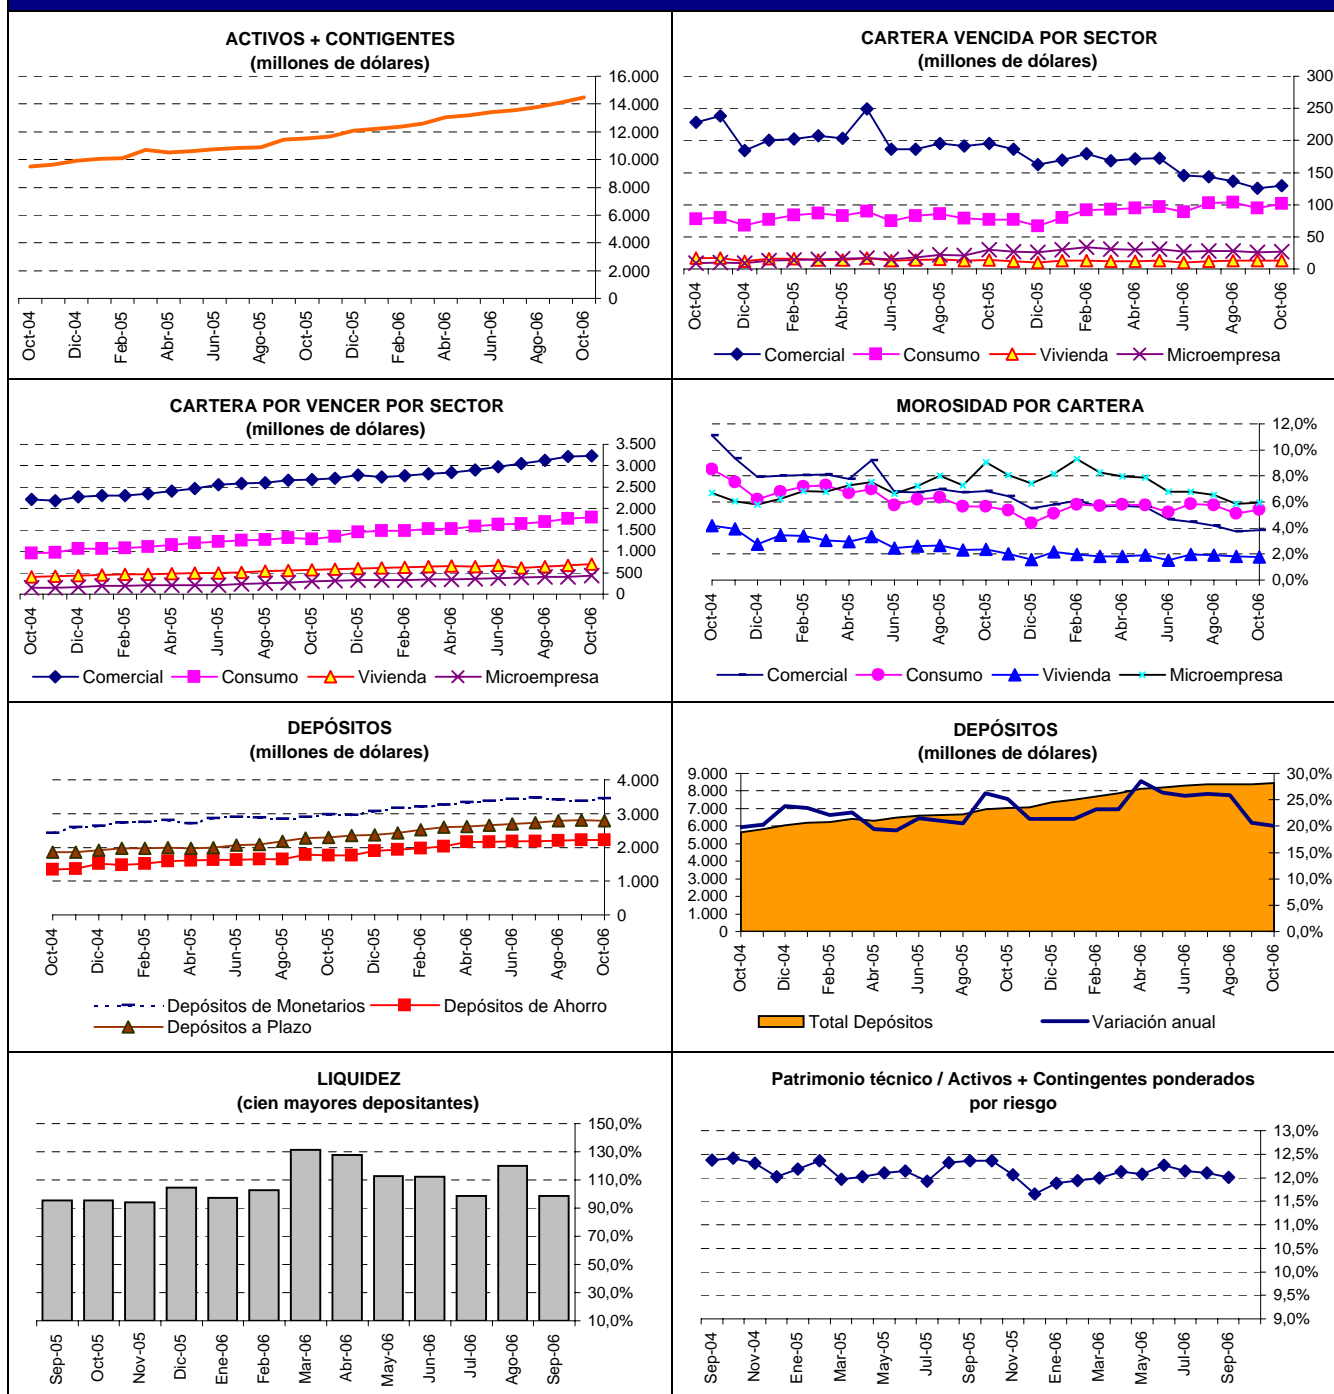 ACTIVOS + CONTIGENTES
(millones de dólares)
16.000
14.000
12.000
10.000
8.000
6.000
4.000
2.000
0
Oct-04 Dic-04 Feb-05 Abr-05 Jun-05 Ago-05 Oct-05 Dic-05 Feb-06 Abr-06 Jun-06 Ago-06 Oct-06
CARTERA VENCIDA POR SECTOR
(millones de dólares)
300
250
200
150
100
50
0
Oct-04 Dic-04 Feb-05 Abr-05 Jun-05 Ago-05 Oct-05 Dic-05 Feb-06 Abr-06 Jun-06 Ago-06 Oct-06
Comercial Consumo Vivienda Microempresa
CARTERA POR VENCER POR SECTOR
(millones de dólares)
3.500
3.000
2.500
2.000
1.500
1.000
500
0
Oct-04 Dic-04 Feb-05 Abr-05 Jun-05 Ago-05 Oct-05 Dic-05 Feb-06 Abr-06 Jun-06 Ago-06 Oct-06
Comercial Consumo Vivienda Microempresa
MOROSIDAD POR CARTERA
12,0%
10,0%
8,0%
6,0%
4,0%
2,0%
0,0%
Oct-04 Dic-04 Feb-05 Abr-05 Jun-05 Ago-05 Oct-05 Dic-05 Feb-06 Abr-06 Jun-06 Ago-06 Oct-06
Comercial Consumo Vivienda Microempresa
DEPÓSITOS
(millones de dólares)
4.000
3.000
2.000
1.000
0
Oct-04 Dic-04 Feb-05 Abr-05 Jun-05 Ago-05 Oct-05 Dic-05 Feb-06 Abr-06 Jun-06 Ago-06 Oct-06
Depósitos de Monetarios Depósitos de Ahorro
Depósitos a Plazo
DEPÓSITOS
(millones de dólares)
9.000
8.000
7.000
6.000
5.000
4.000
3.000
2.000
1.000
0
30,0%
25,0%
20,0%
15,0%
10,0%
5,0%
0,0%
Oct-04 Dic-04 Feb-05 Abr-05 Jun-05 Ago-05 Oct-05 Dic-05 Feb-06 Abr-06 Jun-06 Ago-06 Oct-06
Total Depósitos Variación anual
LIQUIDEZ
(cien mayores depositantes)
150,0%
130,0%
110,0%
90,0%
70,0%
50,0%
30,0%
10,0%
Sep-05 Oct-05 Nov-05 Dic-05 Ene-06 Feb-06 Mar-06 Abr-06 May-06 Jun-06 Jul-06 Ago-06 Sep-06
Patrimonio técnico / Activos + Contingentes ponderados
por riesgo
13,0%
12,5%
12,0%
11,5%
11,0%
10,5%
10,0%
9,5%
9,0%
Sep-04 Nov-04 Ene-05 Mar-05 May-05 Jul-05 Sep-05 Nov-05 Ene-06 Mar-06 May-06 Jul-06 Sep-06